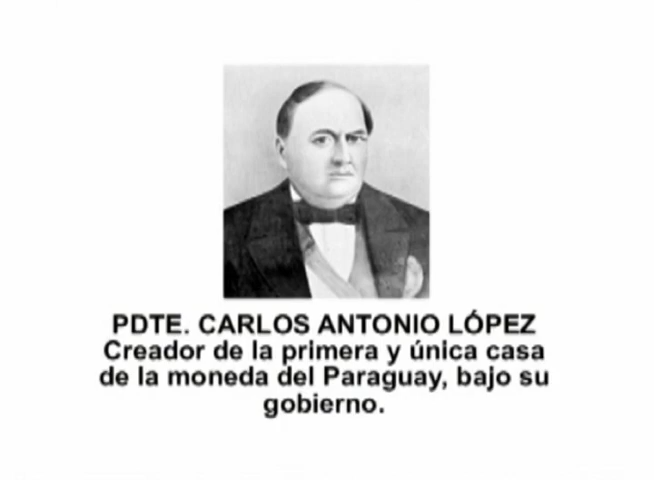 PDTE. CARLOS ANTONIO LÓPEZ
Creador de la primera y única casa
de la moneda del Paraguay, bajo su
gobierno.